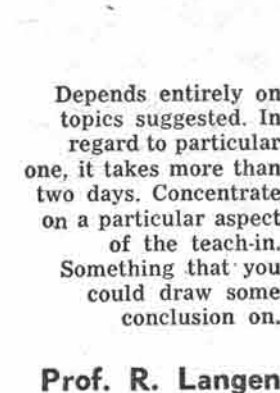 Depends entirely on
topics suggested. In
regard to particular
one, it takes more than
two days. Concentrate
on a particular aspect
of the teach-in.
Something that you
could draw some
conclusion on.
Prof. R. Langen